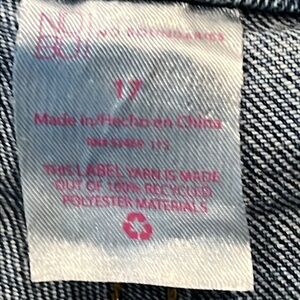 NO
BO
NO BOUNDARIES
17
Made in/Hecho en China
THIS LABEL YARN IS MADE
OUT OF 100% RECYCLED
POLYESTER MATERIALS